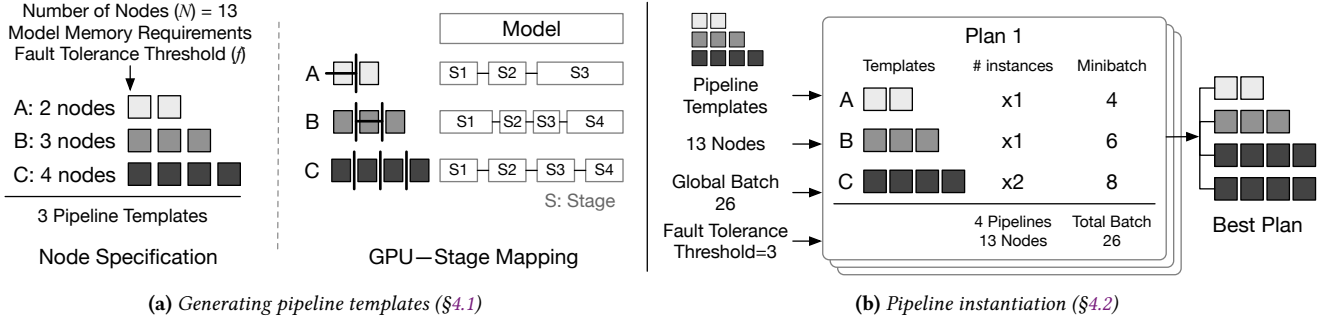 Number of Nodes (N) = 13
Model Memory Requirements
Fault Tolerance Threshold (f)
A: 2 nodes
B: 3 nodes
C: 4 nodes
3 Pipeline Templates
Node Specification
Model
A
S1
S2
S3
B
S1
S2
S3
S4
C
S1
S2
S3
S4
S: Stage
GPU—Stage Mapping
(a) Generating pipeline templates (§4.1)
Pipeline
Templates
13 Nodes
Global Batch
26
Fault Tolerance
Threshold=3
Plan 1
Templates
# instances
Minibatch
A
x1
4
B
x1
6
C
x2
8
4 Pipelines
13 Nodes
Total Batch
26
Best Plan
(b) Pipeline instantiation (§4.2)